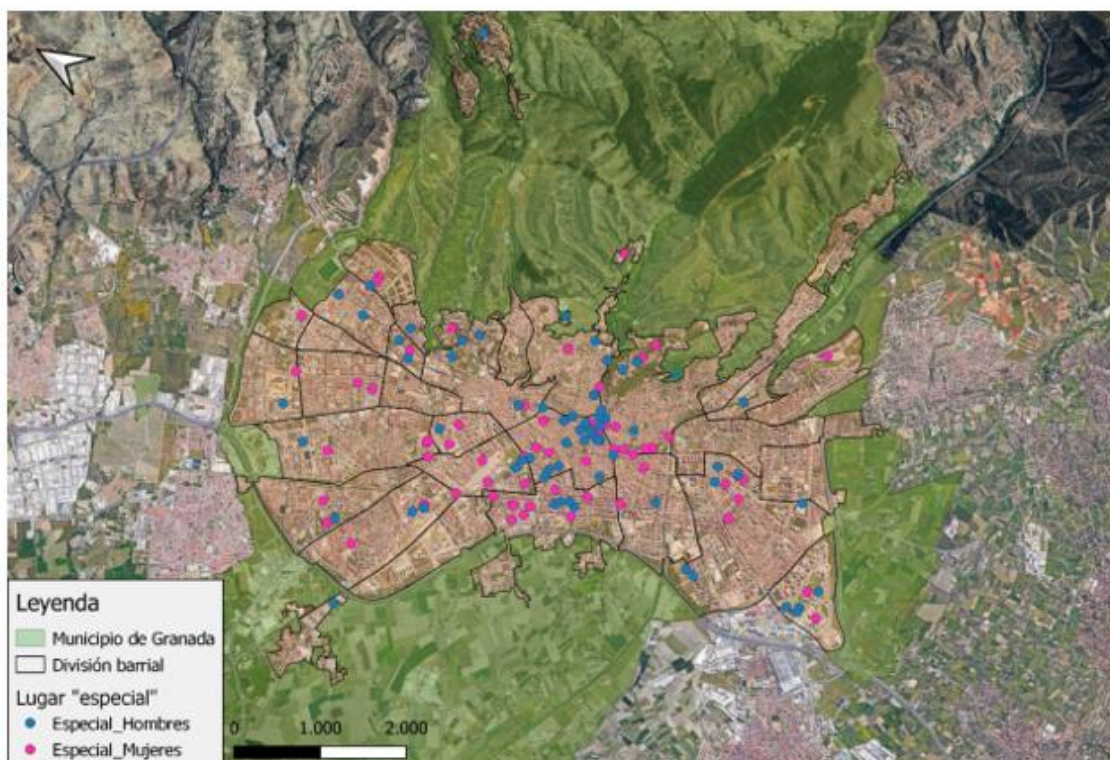 Leyenda
Municipio de Granada
División barrial
Lugar "especial"
Especial_Hombres
Especial_Mujeres
0 1.000 2.000